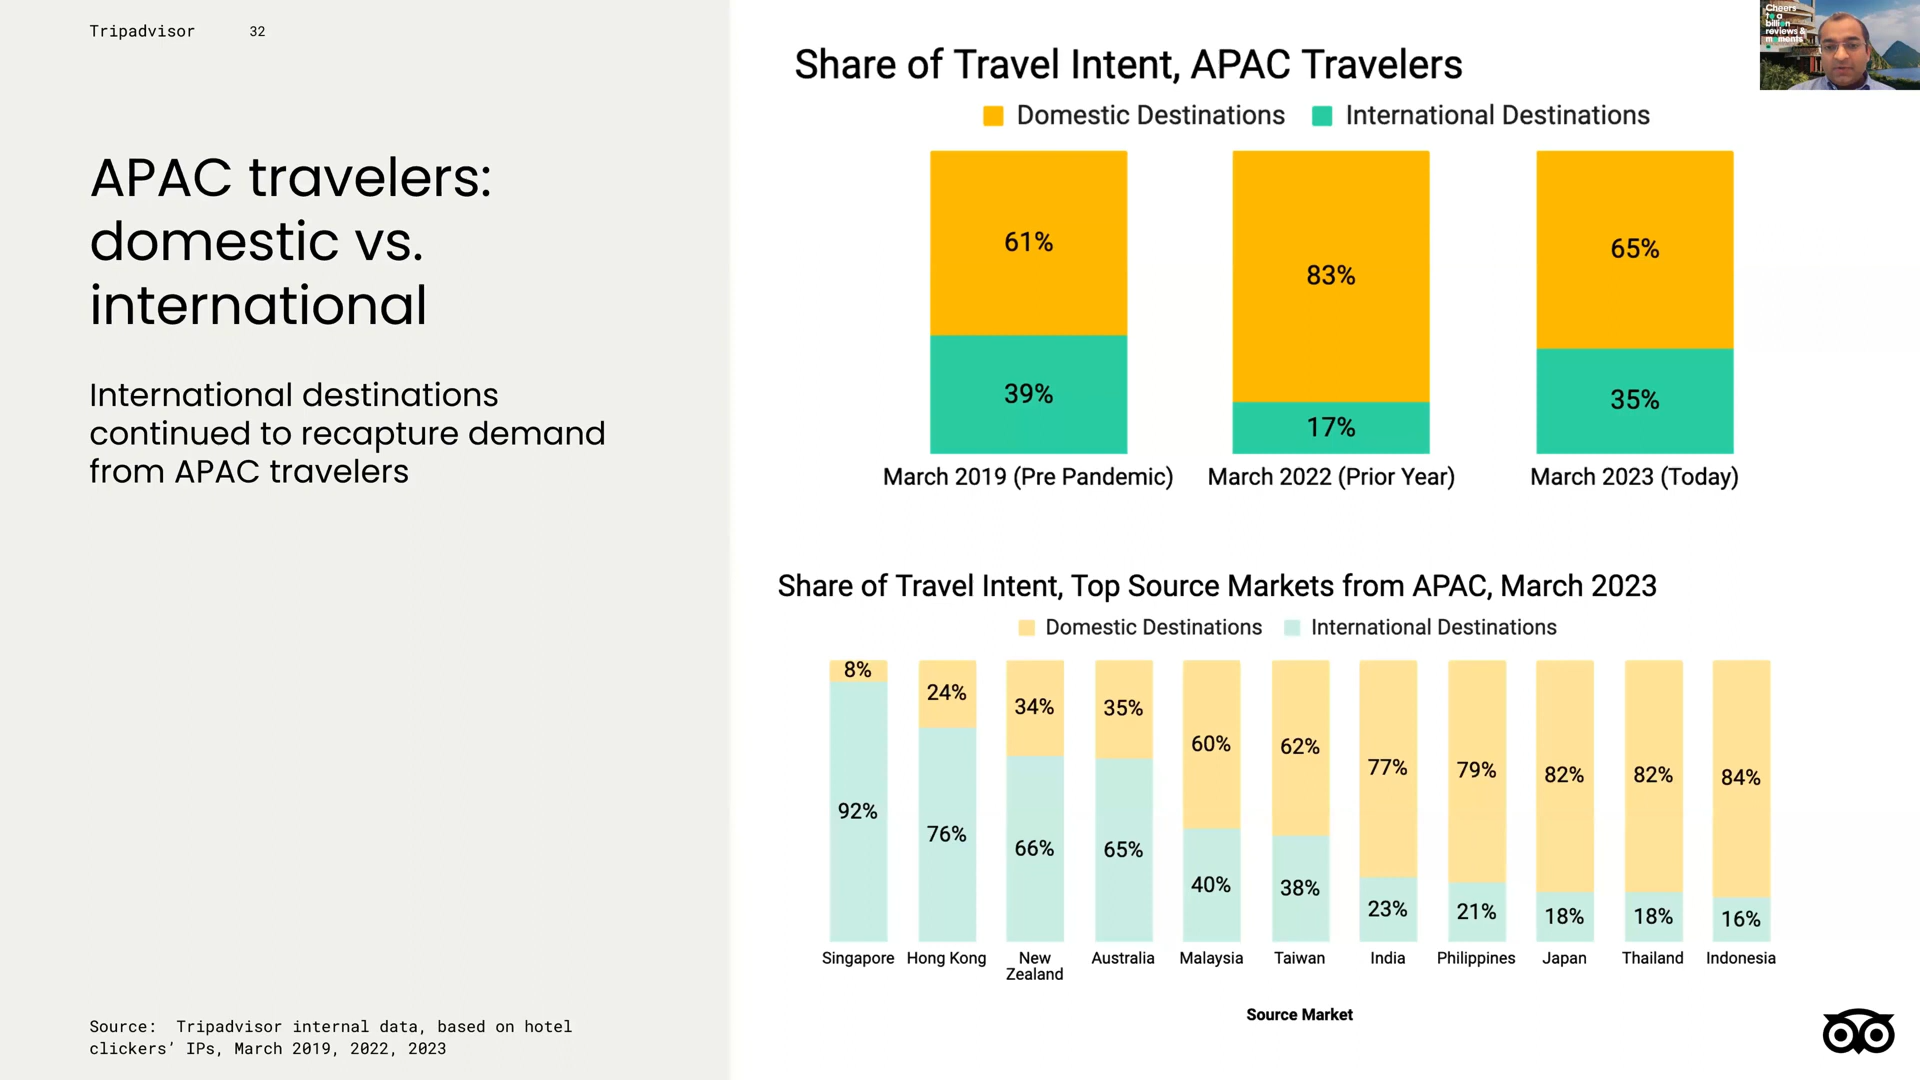 Tripadvisor 32
APAC travelers:
domestic vs.
international
International destinations
continued to recapture demand
from APAC travelers
Source: Tripadvisor internal data, based on hotel
clickers’ IPs, March 2019, 2022, 2023
Cheers
to a
billion
reviews &
moments
Share of Travel Intent, APAC Travelers
Domestic Destinations International Destinations
61% 83% 65%
39% 17% 35%
March 2019 (Pre Pandemic) March 2022 (Prior Year) March 2023 (Today)
Share of Travel Intent, Top Source Markets from APAC, March 2023
Domestic Destinations International Destinations
8% 24% 34% 35% 60% 62% 77% 79% 82% 82% 84%
92% 76% 66% 65% 40% 38% 23% 21% 18% 18% 16%
Singapore Hong Kong New Australia Malaysia Taiwan India Philippines Japan Thailand Indonesia
Zealand
Source Market